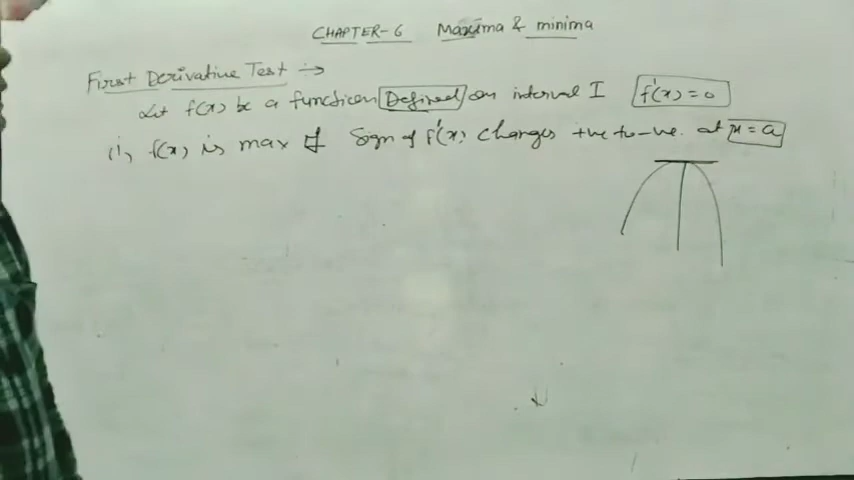 CHAPTER-6 Maxima & minima
First Derivative Test :→
Let f(x) be a function Defined on interval I f'(x)=0
(i) f(x) is max if Sign of f'(x) changes +ve to -ve. at x = a